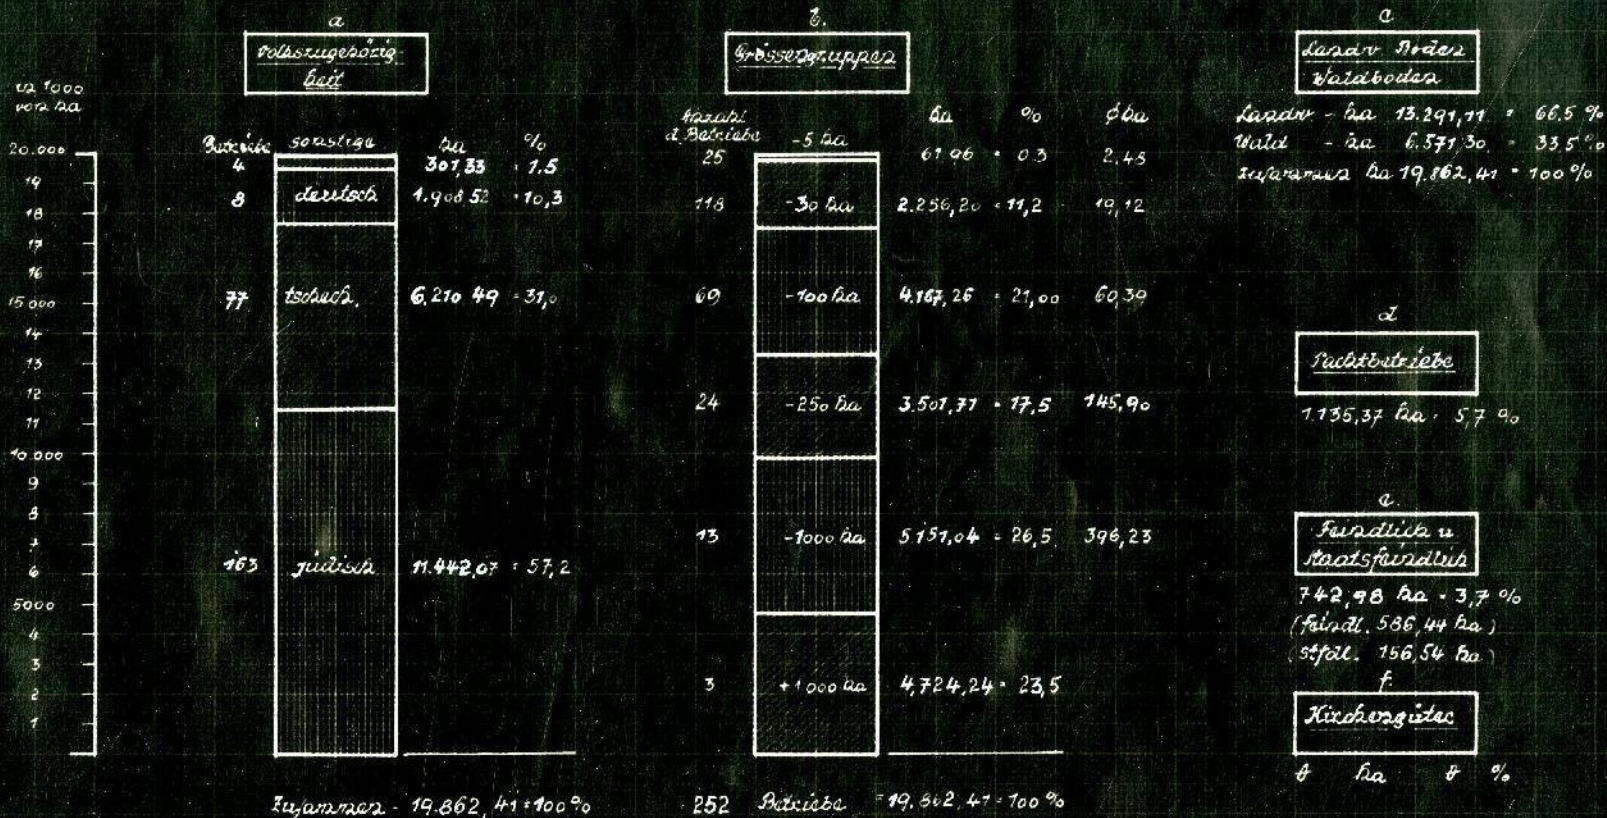 a
Volkszugehörig-
keit
in 1000
von ha
Betriebe sonstige ha %
4 301,33 = 1.5
8 deutsch 1.908 52 = 10,3
77 tschech. 6.210 49 = 31,0
163 jüdisch 11.442,07 = 57,2
20.000
19
18
17
16
15 000
14
13
12
11
10 000
9
8
7
6
5000
4
3
2
1
Zusammen - 19.862,41 = 100 %
b.
Grössengruppen
Anzahl
d. Betriebe ha % ϕ ha
25 -5 ha 61 96 = 0.3 2.48
118 -30 ha 2.256,20 = 11,2 19,12
69 -100 ha 4.167,26 = 21,00 60,39
24 -250 ha 3.501,71 = 17,5 145,90
13 -1000 ha 5.151,04 = 26,5 396,23
3 +1000 ha 4,724,24 = 23,5
252 Betriebe = 19.862,41 = 100 %
c
Landw. Boden
Waldboden
Landw - ha 13.291,11 = 66.5 %
Wald - ha 6.571,30 = 33,5 %
zusammen ha 19.862,41 = 100 %
d
Pachtbetriebe
1.135,37 ha = 5,7 %
e.
Feindlich u
staatsfeindlich
742,98 ha = 3,7 %
(feindl. 586,44 ha)
(stfdl. 156,54 ha)
f.
Kirchengüter
ha %